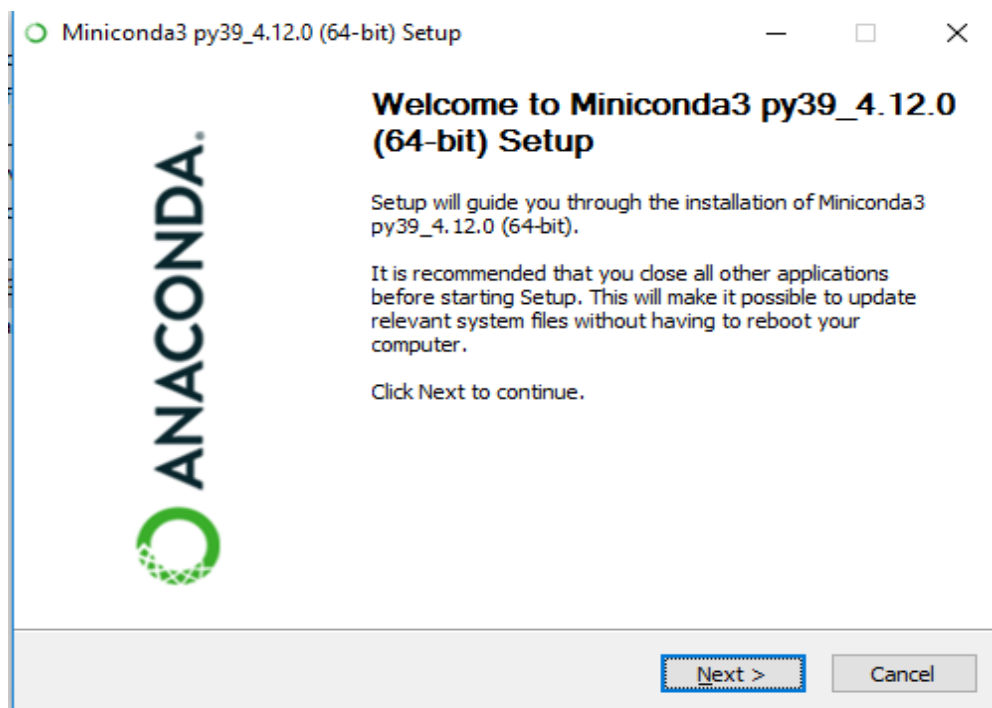 Miniconda3 py39_4.12.0 (64-bit) Setup
Welcome to Miniconda3 py39_4.12.0
(64-bit) Setup
Setup will guide you through the installation of Miniconda3
py39_4.12.0 (64-bit).
It is recommended that you close all other applications
before starting Setup. This will make it possible to update
relevant system files without having to reboot your
computer.
Click Next to continue.
ANACONDA.
Next >
Cancel